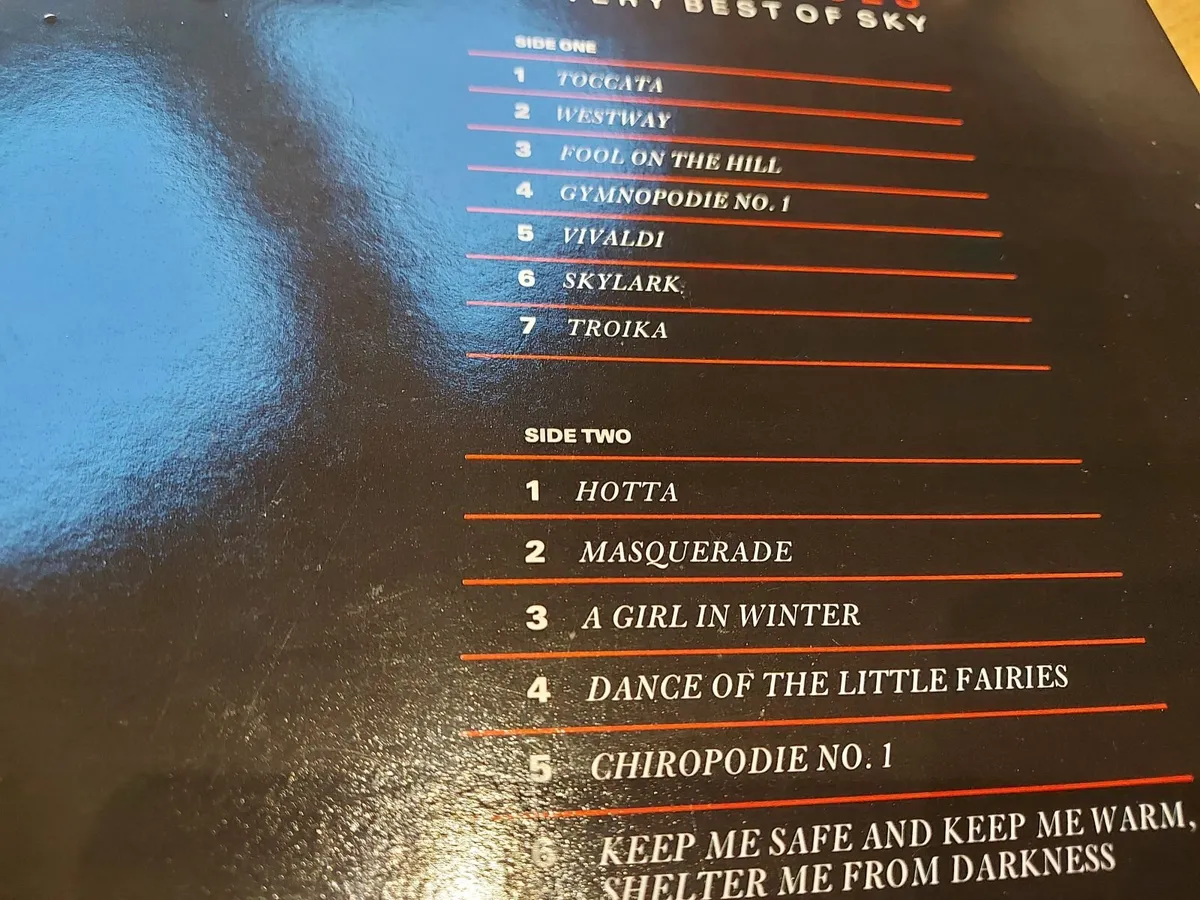 VERY BEST OF SKY
SIDE ONE
1 TOCCATA
2 WESTWAY
3 FOOL ON THE HILL
4 GYMNOPODIE NO. 1
5 VIVALDI
6 SKYLARK
7 TROIKA
SIDE TWO
1 HOTTA
2 MASQUERADE
3 A GIRL IN WINTER
4 DANCE OF THE LITTLE FAIRIES
5 CHIROPODIE NO. 1
6 KEEP ME SAFE AND KEEP ME WARM,
SHELTER ME FROM DARKNESS